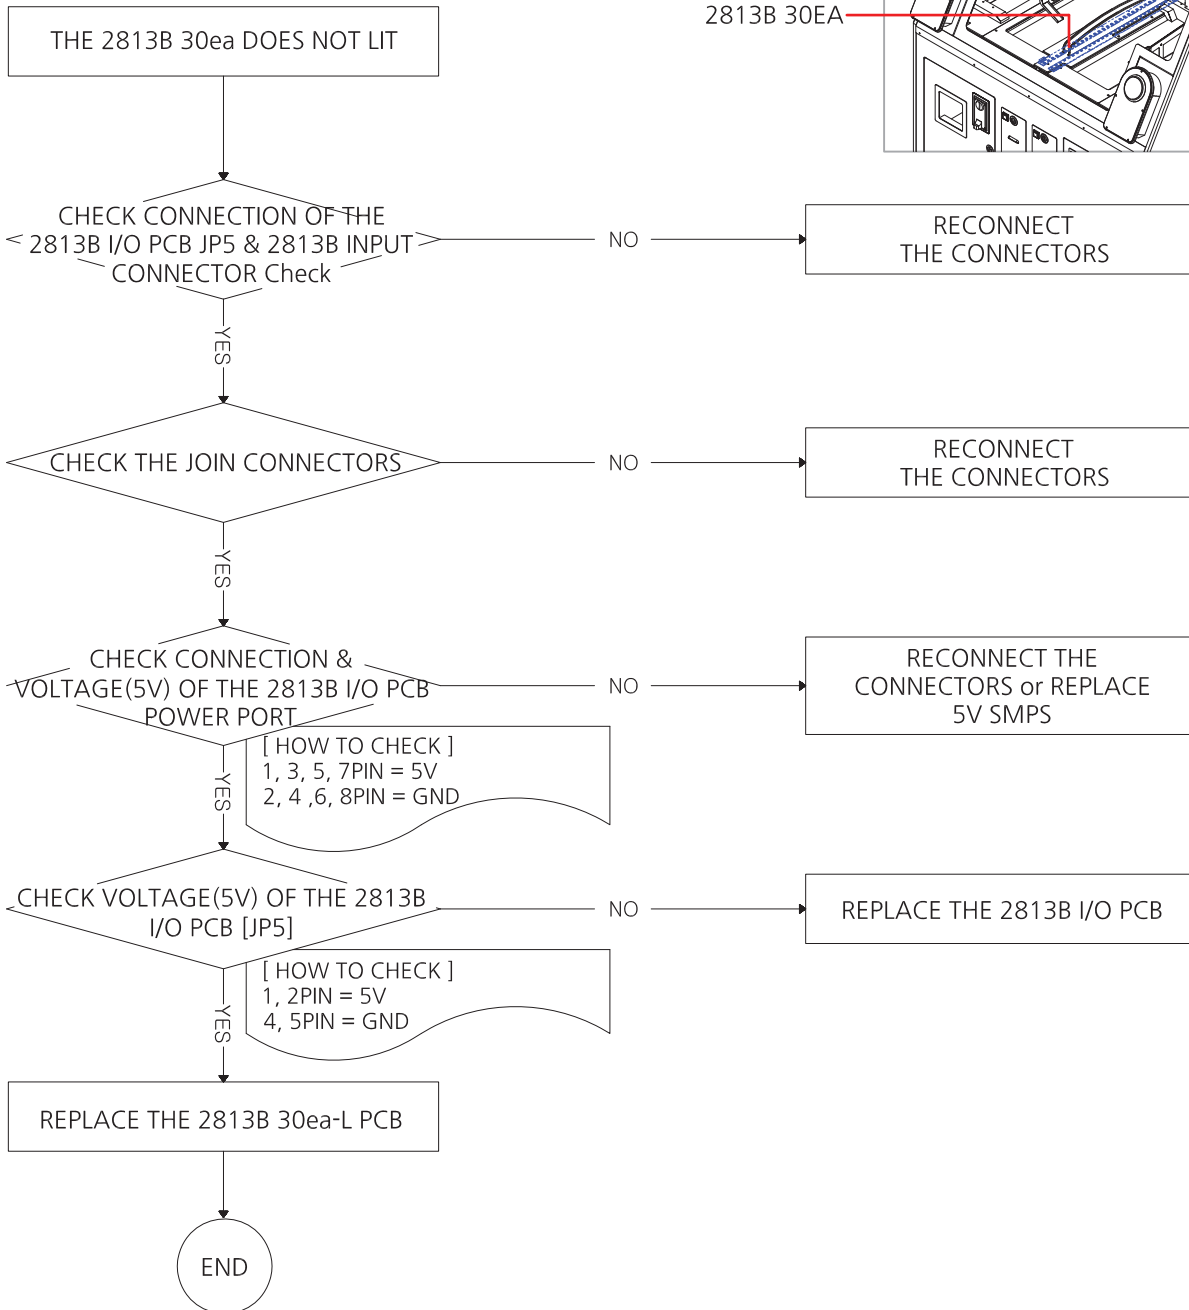 2813B 30EA
THE 2813B 30ea DOES NOT LIT
CHECK CONNECTION OF THE
2813B I/O PCB JP5 & 2813B INPUT
CONNECTOR Check
NO
RECONNECT
THE CONNECTORS
YES
CHECK THE JOIN CONNECTORS
NO
RECONNECT
THE CONNECTORS
YES
CHECK CONNECTION &
VOLTAGE(5V) OF THE 2813B I/O PCB
POWER PORT
NO
RECONNECT THE
CONNECTORS or REPLACE
5V SMPS
[ HOW TO CHECK ]
1, 3, 5, 7PIN = 5V
2, 4 ,6, 8PIN = GND
YES
CHECK VOLTAGE(5V) OF THE 2813B
I/O PCB [JP5]
NO
REPLACE THE 2813B I/O PCB
[ HOW TO CHECK ]
1, 2PIN = 5V
4, 5PIN = GND
YES
REPLACE THE 2813B 30ea-L PCB
END